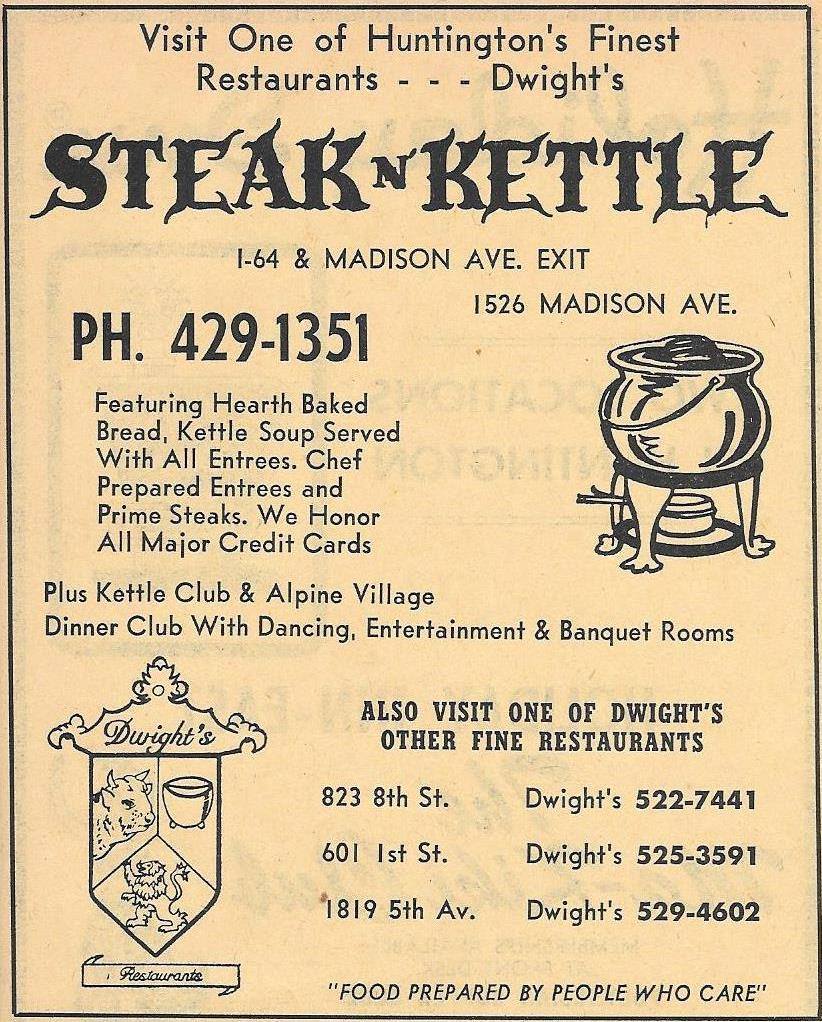 Visit One of Huntington's Finest
Restaurants - - - Dwight's
STEAK N KETTLE
I-64 & MADISON AVE. EXIT
1526 MADISON AVE.
PH. 429-1351
Featuring Hearth Baked
Bread, Kettle Soup Served
With All Entrees. Chef
Prepared Entrees and
Prime Steaks. We Honor
All Major Credit Cards
Plus Kettle Club & Alpine Village
Dinner Club With Dancing, Entertainment & Banquet Rooms
Dwight's
Restaurants
ALSO VISIT ONE OF DWIGHT'S
OTHER FINE RESTAURANTS
823 8th St. Dwight's 522-7441
601 1st St. Dwight's 525-3591
1819 5th Av. Dwight's 529-4602
"FOOD PREPARED BY PEOPLE WHO CARE"